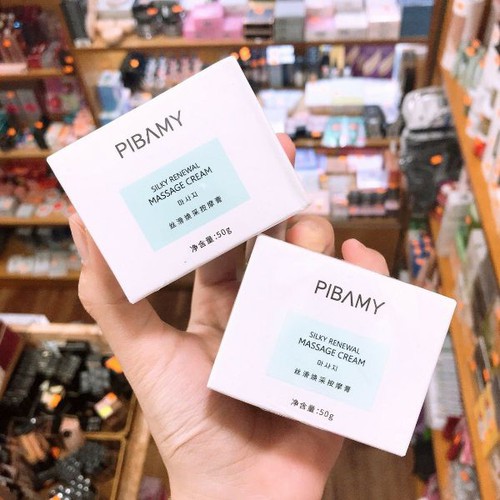 PIBAMY
SILKY RENEWAL
MASSAGE CREAM
마사지
丝滑焕采按摩膏
净含量:50g
PIBAMY
SILKY RENEWAL
MASSAGE CREAM
마사지
丝滑焕采按摩膏
净含量:50g